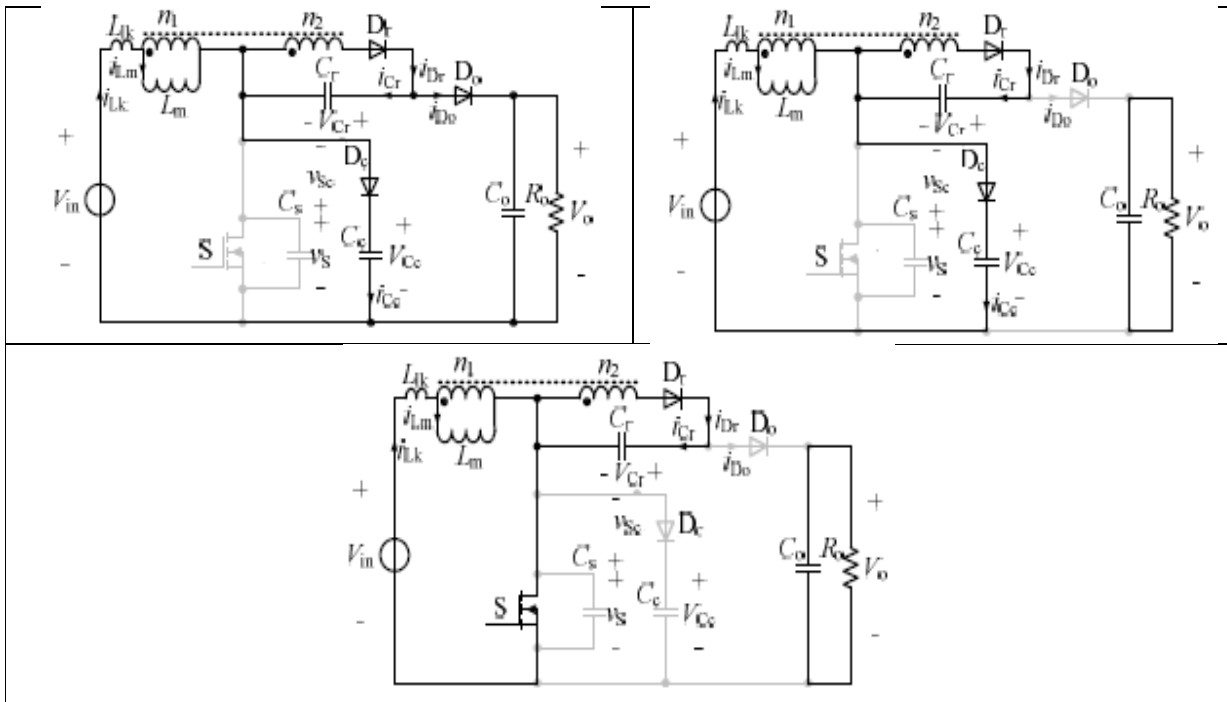 Llk n1 n2 Dr
iLm iDr
Cr iCr Do
iLk Lm iDo
- VCr +
+ - +
Dc
vSc
Vin Cs + Co Ro Vo
+
S Cc +
vS VCc
- - -
iCc -
Llk n1 n2 Dr
iLm iDr
Cr iCr Do
iLk Lm iDo
- VCr +
+ - +
Dc
vSc
Vin Cs + Co Ro Vo
+
S Cc +
vS VCc
- - -
iCc -
Llk n1 n2 Dr
iLm iDr
Cr iCr Do
iLk Lm iDo
- VCr +
+ - +
vSc Dc
Vin Cs + Co Ro Vo
+ +
S Cc
vS VCc
- - - -